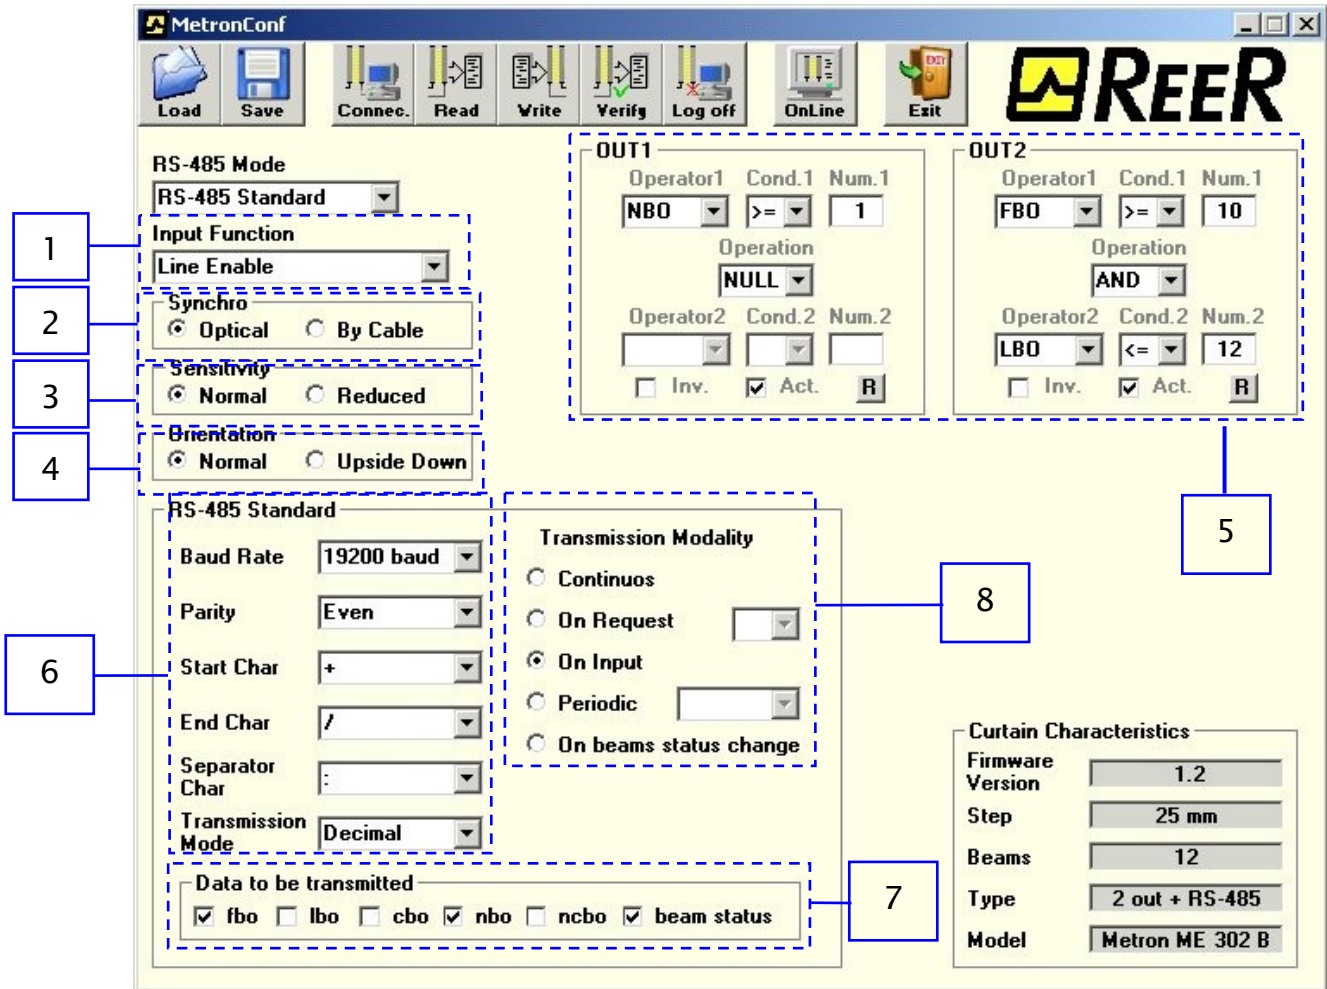 MetronConf
Load Save Connec. Read Write Verify Log off OnLine EXIT Exit REER
RS-485 Mode
RS-485 Standard
1
Input Function
Line Enable
2
Synchro
Optical By Cable
3
Sensitivity
Normal Reduced
4
Orientation
Normal Upside Down
OUT1
Operator1 Cond.1 Num.1
NBO >= 1
Operation
NULL
Operator2 Cond.2 Num.2
Inv. Act. R
OUT2
Operator1 Cond.1 Num.1
FBO >= 10
Operation
AND
Operator2 Cond.2 Num.2
LBO <= 12
Inv. Act. R
5
6
RS-485 Standard
Baud Rate 19200 baud
Parity Even
Start Char +
End Char /
Separator
Char :
Transmission
Mode Decimal
Transmission Modality
Continuos
On Request
On Input
Periodic
On beams status change
8
Data to be transmitted
fbo lbo cbo nbo ncbo beam status
7
Curtain Characteristics
Firmware
Version 1.2
Step 25 mm
Beams 12
Type 2 out + RS-485
Model Metron ME 302 B